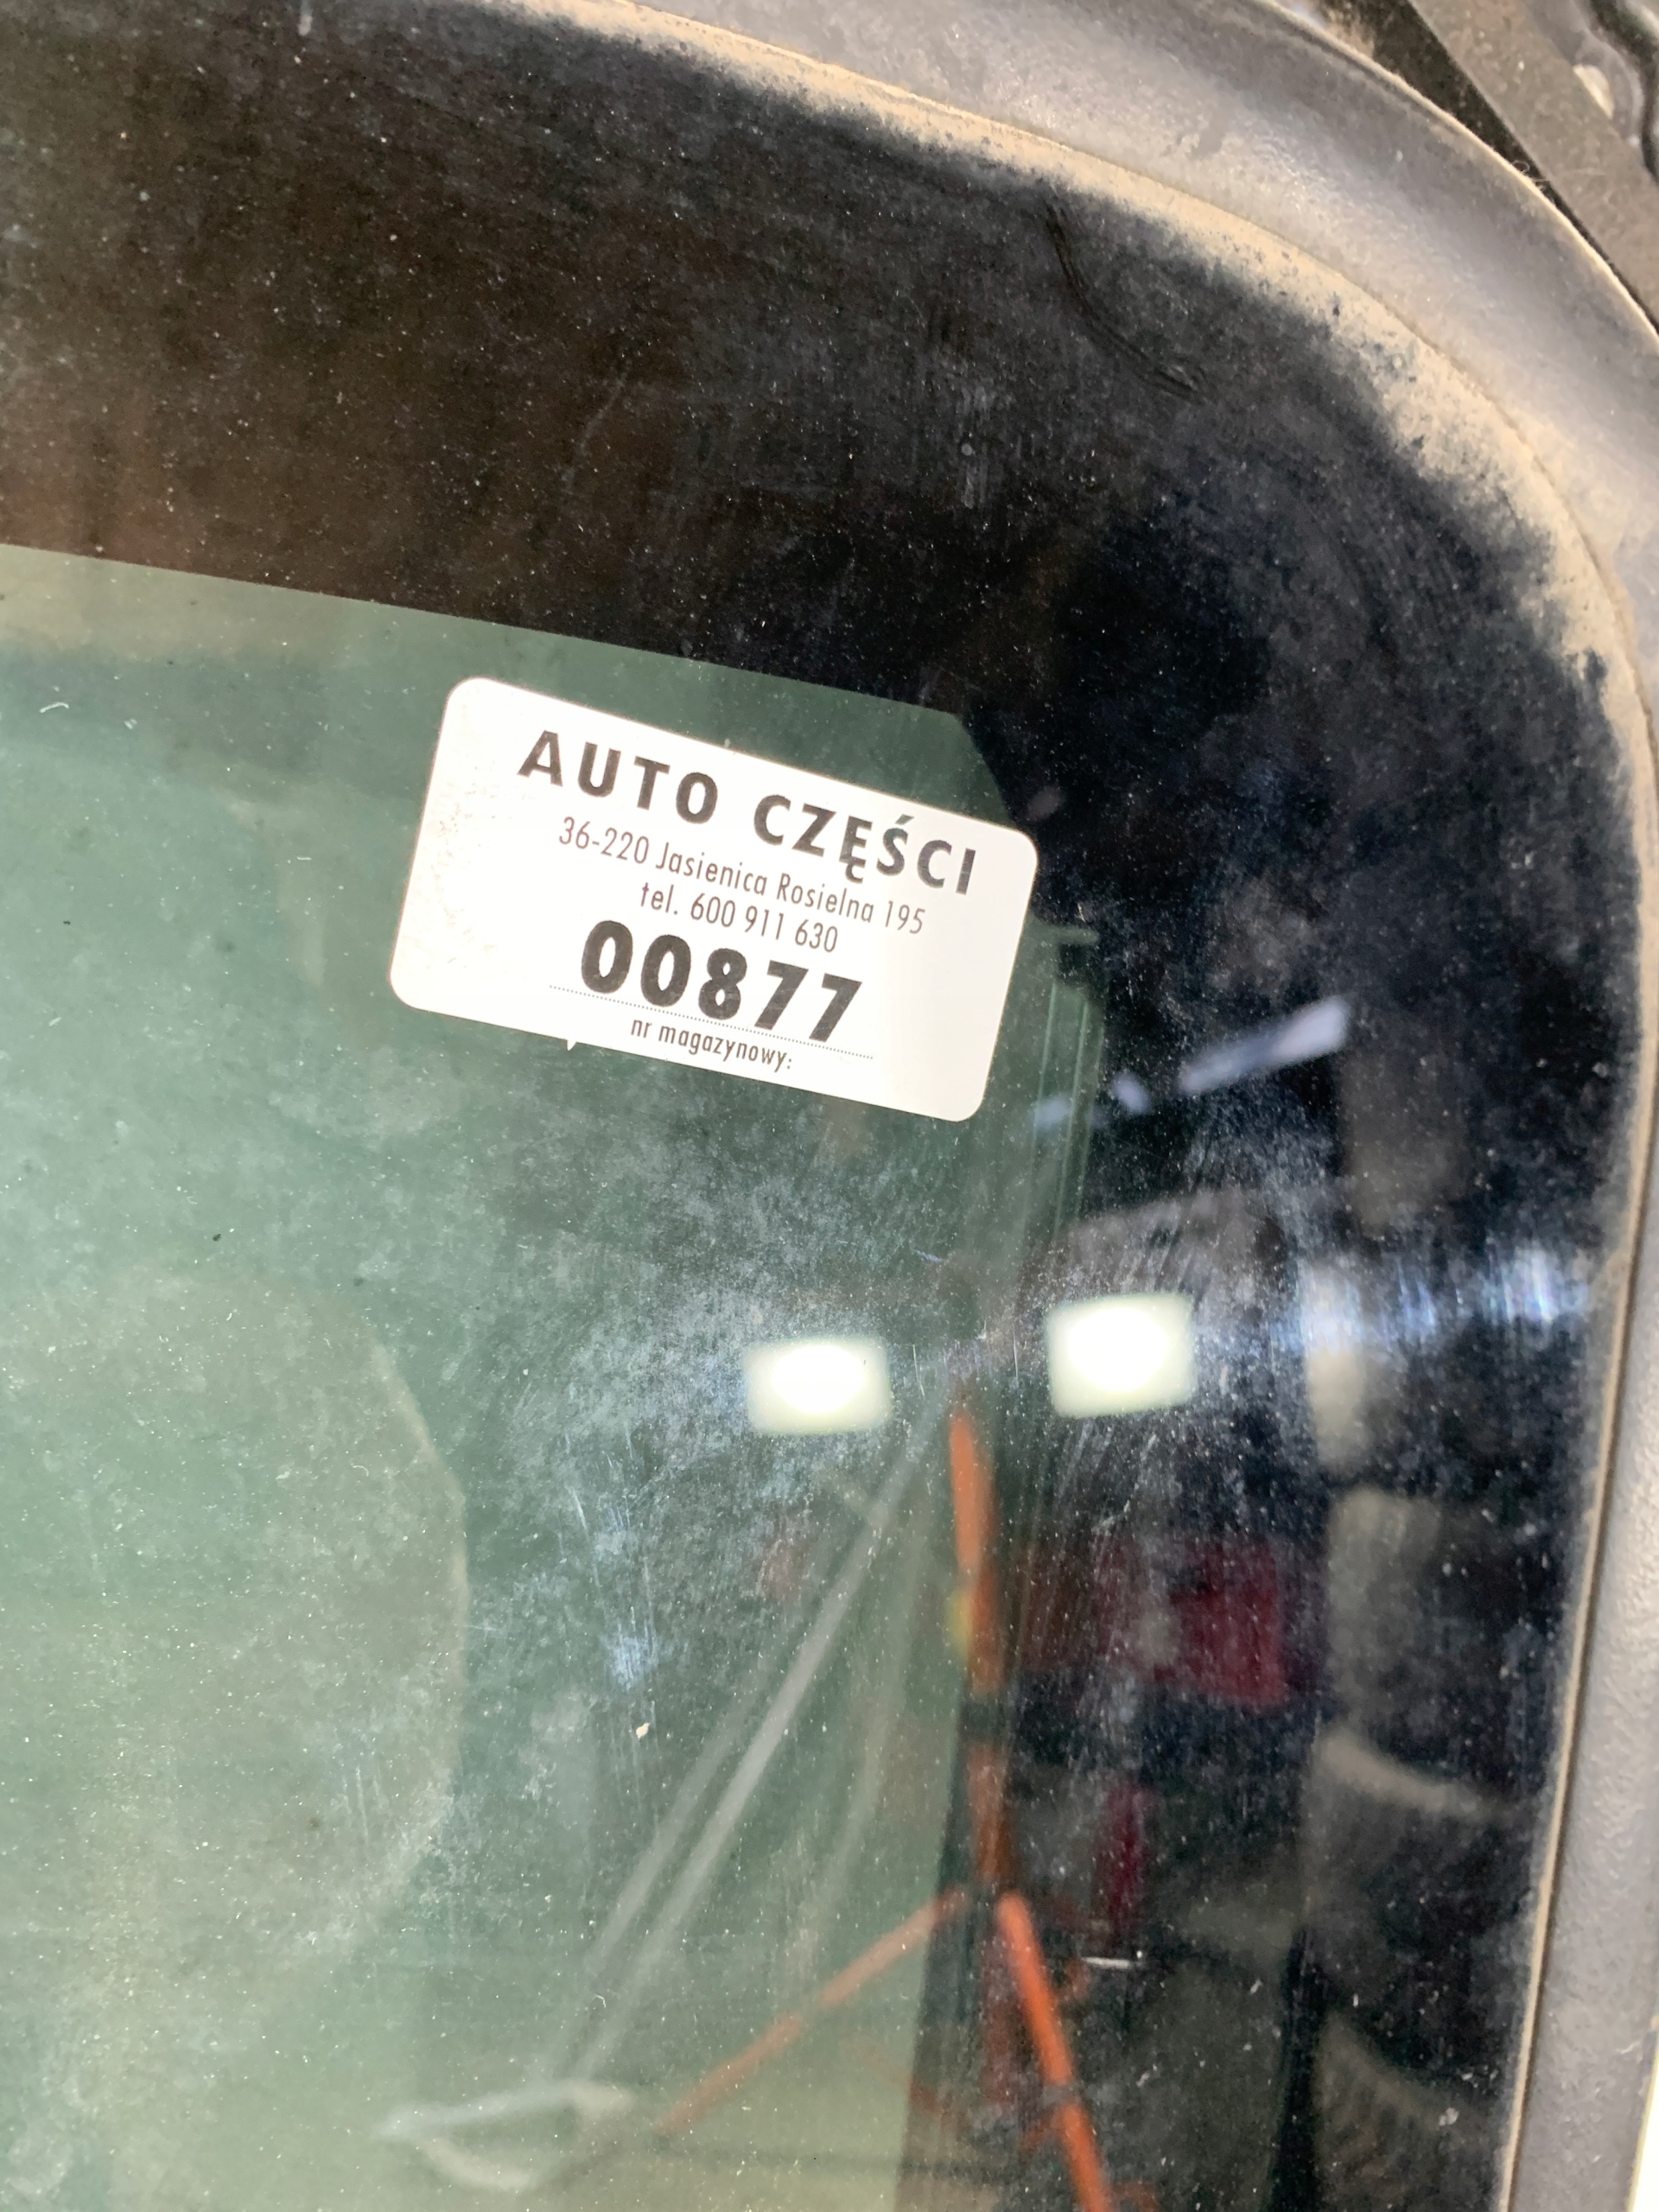 AUTO CZĘŚCI
36-220 Jasienica Rosielna 195
tel. 600 911 630
00877
nr magazynowy: